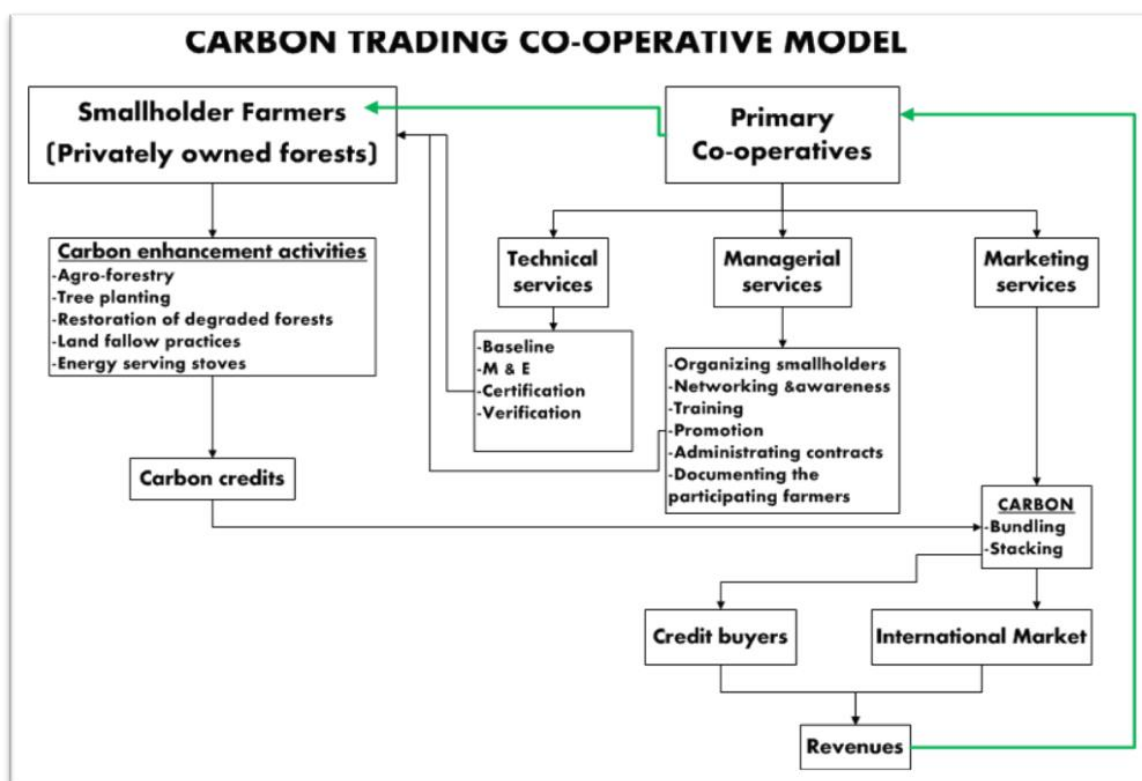 CARBON TRADING CO-OPERATIVE MODEL
Smallholder Farmers
(Privately owned forests)
Primary
Co-operatives
Carbon enhancement activities
-Agro-forestry
-Tree planting
-Restoration of degraded forests
-Land fallow practices
-Energy serving stoves
Technical
services
Managerial
services
Marketing
services
-Baseline
-M & E
-Certification
-Verification
-Organizing smallholders
-Networking &awareness
-Training
-Promotion
-Administrating contracts
-Documenting the
participating farmers
Carbon credits
CARBON
-Bundling
-Stacking
Credit buyers
International Market
Revenues